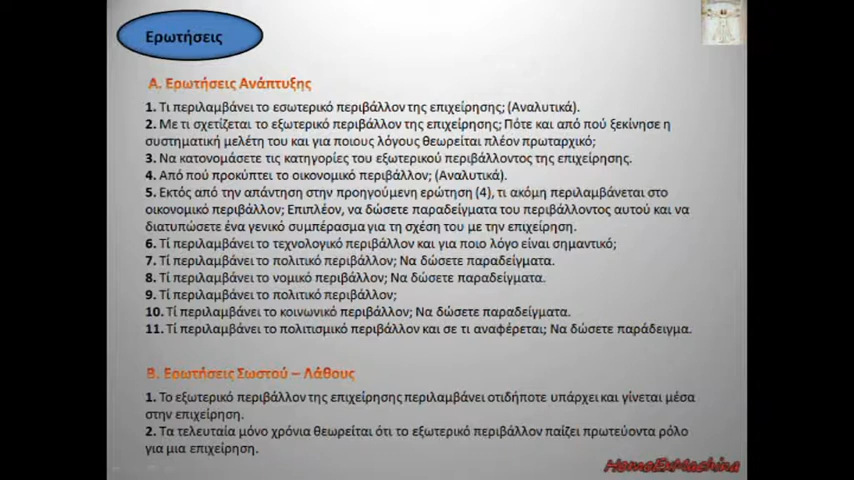 Ερωτήσεις
Α. Ερωτήσεις Ανάπτυξης
1. Τι περιλαμβάνει το εσωτερικό περιβάλλον της επιχείρησης; (Αναλυτικά).
2. Με τι σχετίζεται το εξωτερικό περιβάλλον της επιχείρησης; Πότε και από πού ξεκίνησε η
συστηματική μελέτη του και για ποιους λόγους θεωρείται πλέον πρωταρχικό;
3. Να κατονομάσετε τις κατηγορίες του εξωτερικού περιβάλλοντος της επιχείρησης.
4. Από πού προκύπτει το οικονομικό περιβάλλον; (Αναλυτικά).
5. Εκτός από την απάντηση στην προηγούμενη ερώτηση (4), τι ακόμη περιλαμβάνεται στο
οικονομικό περιβάλλον; Επιπλέον, να δώσετε παραδείγματα του περιβάλλοντος αυτού και να
διατυπώσετε ένα γενικό συμπέρασμα για τη σχέση του με την επιχείρηση.
6. Τί περιλαμβάνει το τεχνολογικό περιβάλλον και για ποιο λόγο είναι σημαντικό;
7. Τί περιλαμβάνει το πολιτικό περιβάλλον; Να δώσετε παραδείγματα.
8. Τί περιλαμβάνει το νομικό περιβάλλον; Να δώσετε παραδείγματα.
9. Τί περιλαμβάνει το πολιτικό περιβάλλον;
10. Τί περιλαμβάνει το κοινωνικό περιβάλλον; Να δώσετε παραδείγματα.
11. Τί περιλαμβάνει το πολιτισμικό περιβάλλον και σε τι αναφέρεται; Να δώσετε παράδειγμα.
Β. Ερωτήσεις Σωστού – Λάθους
1. Το εξωτερικό περιβάλλον της επιχείρησης περιλαμβάνει οτιδήποτε υπάρχει και γίνεται μέσα
στην επιχείρηση.
2. Τα τελευταία μόνο χρόνια θεωρείται ότι το εξωτερικό περιβάλλον παίζει πρωτεύοντα ρόλο
για μια επιχείρηση.
HomoExMachina